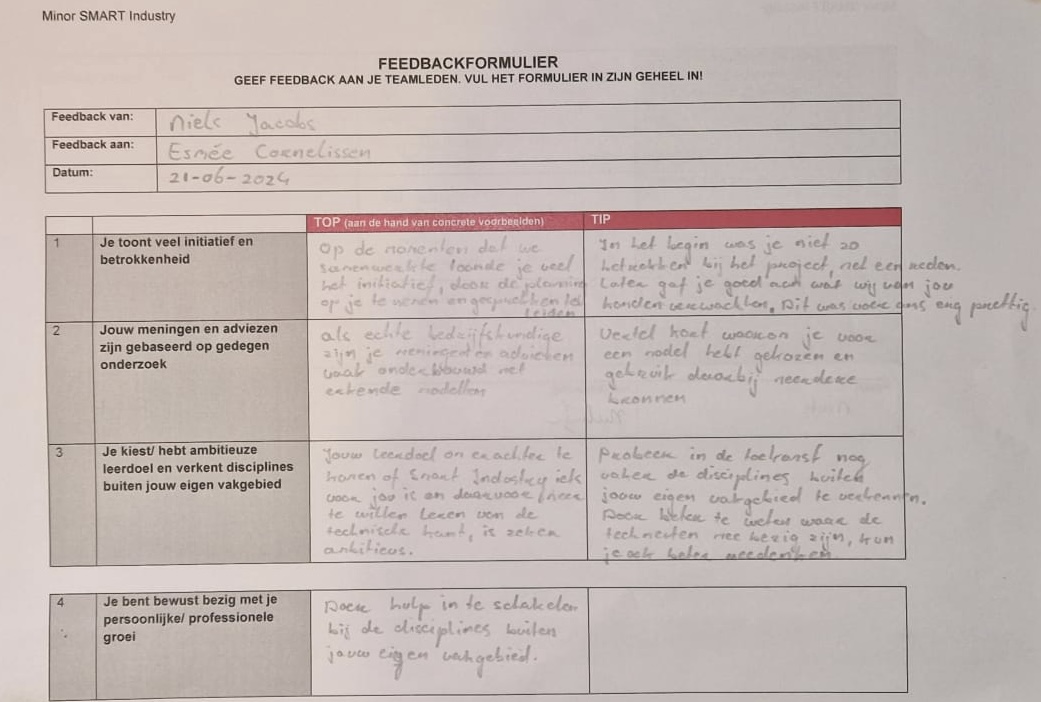 Minor SMART Industry
FEEDBACKFORMULIER
GEEF FEEDBACK AAN JE TEAMLEDEN. VUL HET FORMULIER IN ZIJN GEHEEL IN!
Feedback van: Niels Jacobs
Feedback aan: Esmée Cornelissen
Datum: 21-06-2024
TOP (aan de hand van concrete voorbeelden)
TIP
1
Je toont veel initiatief en
betrokkenheid
Op de momenten dat we
samenwerkte toonde je veel
het initiatief, door de planning
op je te nemen en gesprekken te
leiden
In het begin was je niet zo
betrokken bij het project, met een reden.
Later gaf je goed aan wat wij van jou
konden verwachten. Dit was voor ons erg prettig.
2
Jouw meningen en adviezen
zijn gebaseerd op gedegen
onderzoek
als echte bedrijfskundige
zijn je meningen en adviezen
vaak onderbouwd met
erkende modellen
Vertel kort waarom je voor
een model hebt gekozen en
gebruik daarbij meerdere
bronnen
3
Je kiest/ hebt ambitieuze
leerdoel en verkent disciplines
buiten jouw eigen vakgebied
Jouw leerdoel om erachter te
komen of Smart Industry iets
voor jou is en daarvoor meer
te willen leren van de
technische kant, is zeker
ambitieus.
Probeer in de toekomst nog
vaker de disciplines buiten
jouw eigen vakgebied te verkennen.
Door beter te weten waar de
technenten mee bezig zijn, kun
je ook beter meedenken
4
Je bent bewust bezig met je
persoonlijke/ professionele
groei
Door hulp in te schakelen
bij de disciplines buiten
jouw eigen vakgebied.